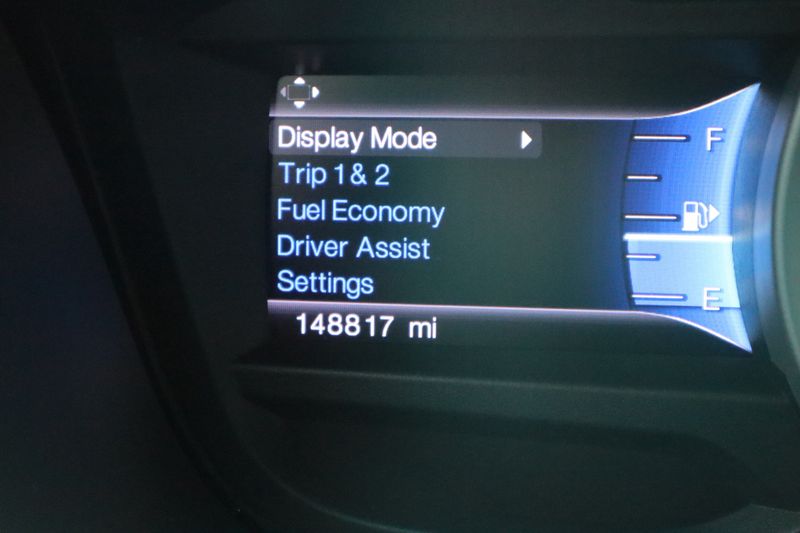 Display Mode
F
Trip 1 & 2
Fuel Economy
Driver Assist
Settings
E
148817 mi